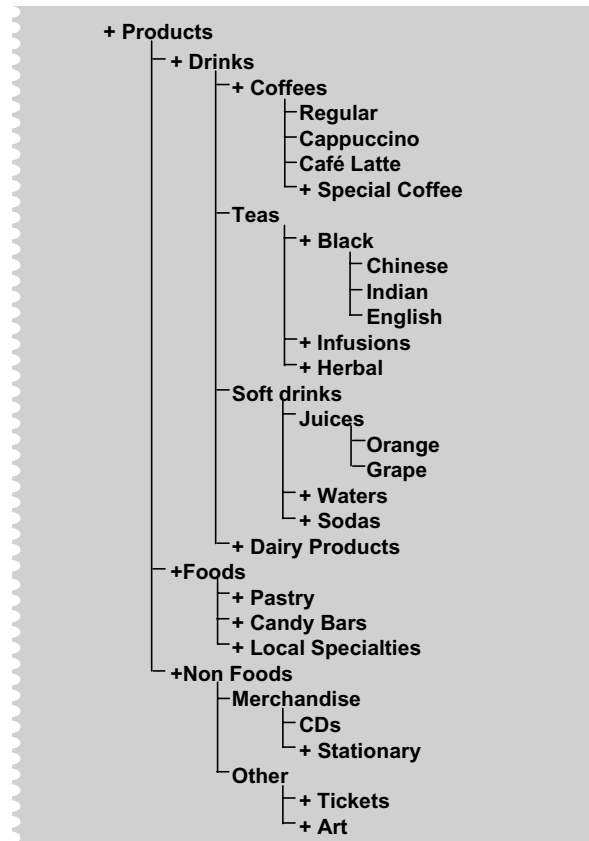 + Products
+ Drinks
+ Coffees
Regular
Cappuccino
Café Latte
+ Special Coffee
Teas
+ Black
Chinese
Indian
English
+ Infusions
+ Herbal
Soft drinks
Juices
Orange
Grape
+ Waters
+ Sodas
+ Dairy Products
+Foods
+ Pastry
+ Candy Bars
+ Local Specialties
+Non Foods
Merchandise
CDs
+ Stationary
Other
+ Tickets
+ Art